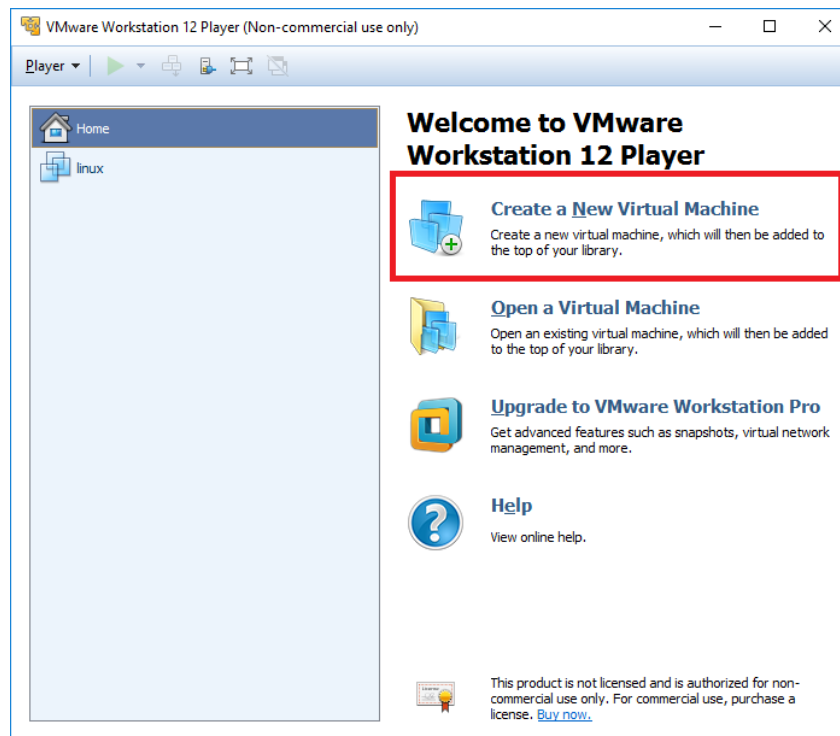 VMware Workstation 12 Player (Non-commercial use only)
Player
Home
linux
Welcome to VMware
Workstation 12 Player
Create a New Virtual Machine
Create a new virtual machine, which will then be added to
the top of your library.
Open a Virtual Machine
Open an existing virtual machine, which will then be added
to the top of your library.
Upgrade to VMware Workstation Pro
Get advanced features such as snapshots, virtual network
management, and more.
Help
View online help.
This product is not licensed and is authorized for non-
commercial use only. For commercial use, purchase a
license. Buy now.